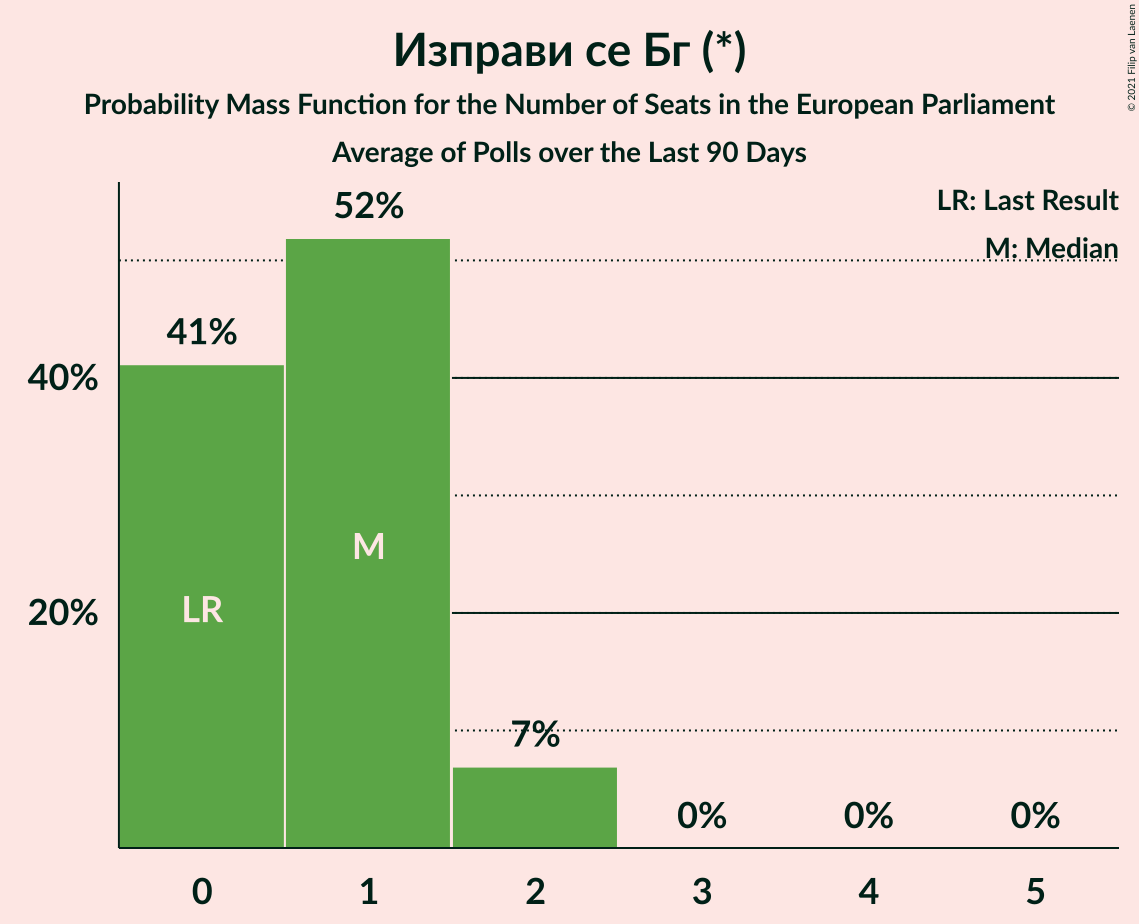 Изправи се Бг (*)
Probability Mass Function for the Number of Seats in the European Parliament
Average of Polls over the Last 90 Days
© 2021 Filip van Laenen
LR: Last Result
M: Median
52%
41%
40%
M
LR
20%
7%
0%
0%
0%
0
1
2
3
4
5